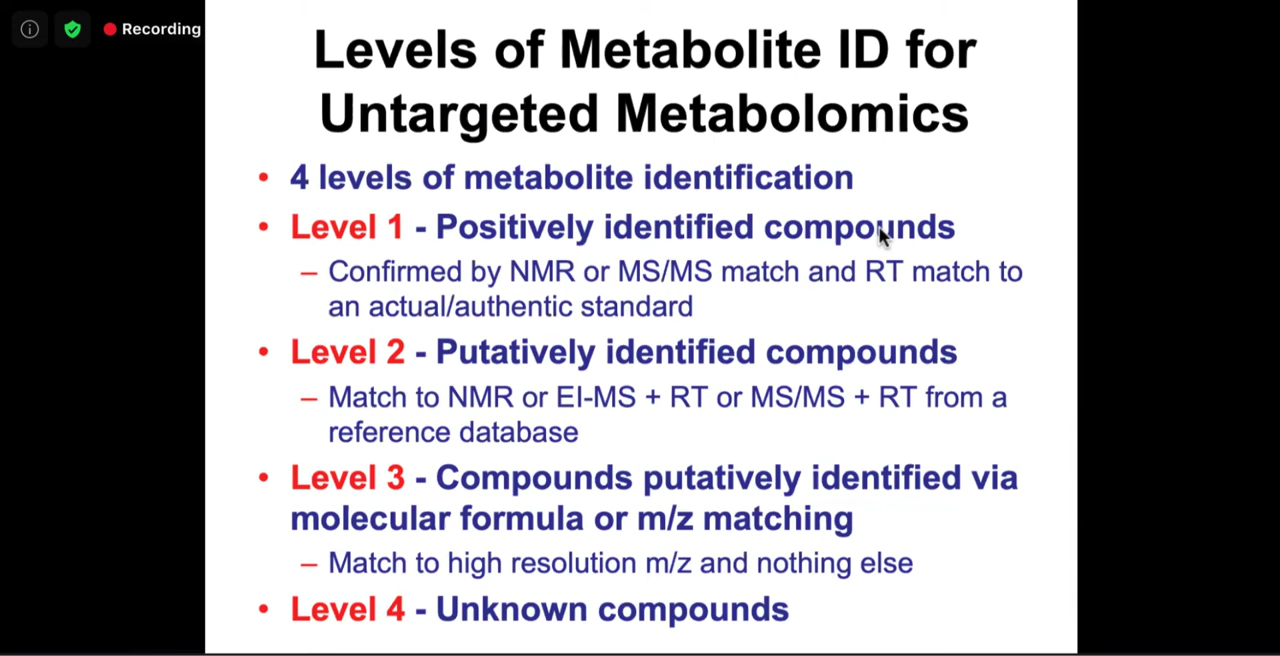 Recording
Levels of Metabolite ID for
Untargeted Metabolomics
• 4 levels of metabolite identification
• Level 1 - Positively identified compounds
– Confirmed by NMR or MS/MS match and RT match to
an actual/authentic standard
• Level 2 - Putatively identified compounds
– Match to NMR or EI-MS + RT or MS/MS + RT from a
reference database
• Level 3 - Compounds putatively identified via
molecular formula or m/z matching
– Match to high resolution m/z and nothing else
• Level 4 - Unknown compounds